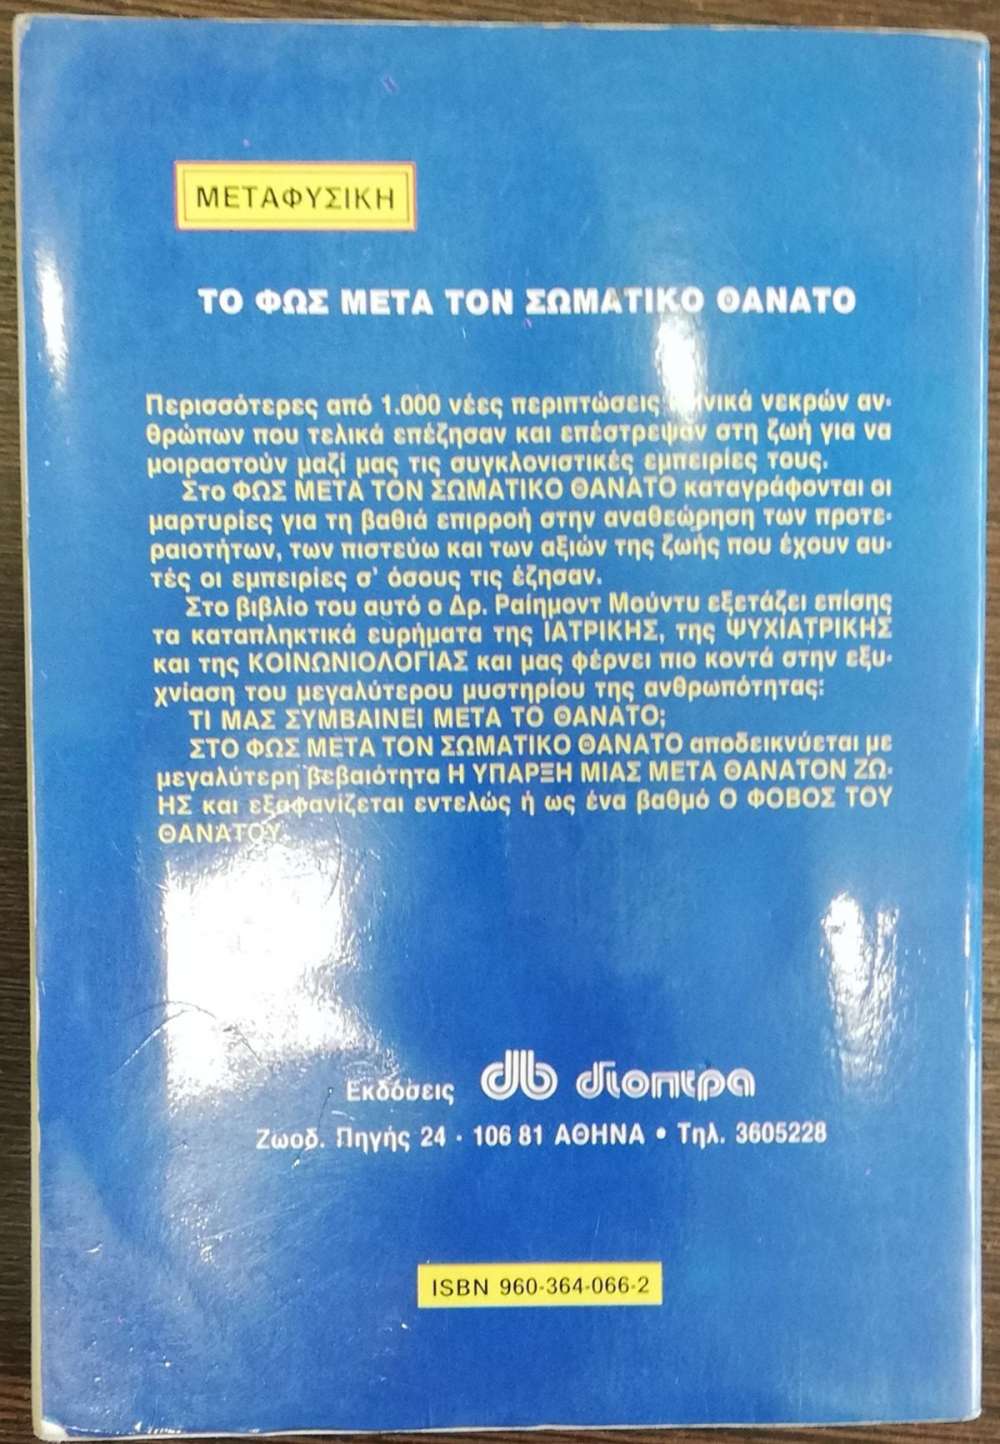 ΜΕΤΑΦΥΣΙΚΗ
ΤΟ ΦΩΣ ΜΕΤΑ ΤΟΝ ΣΩΜΑΤΙΚΟ ΘΑΝΑΤΟ
Περισσότερες από 1.000 νέες περιπτώσεις νεκρών αν-
θρώπων που τελικά επέζησαν και επέστρεψαν στη ζωή για να
μοιραστούν μαζί μας τις συγκλονιστικές εμπειρίες τους.
Στο ΦΩΣ ΜΕΤΑ ΤΟΝ ΣΩΜΑΤΙΚΟ ΘΑΝΑΤΟ καταγράφονται οι
μαρτυρίες για τη βαθιά επιρροή στην αναθεώρηση των προτε-
ραιοτήτων, των πιστεύω και των αξιών της ζωής που έχουν αυ-
τές οι εμπειρίες σ' όσους τις έζησαν.
Στο βιβλίο του αυτό ο Δρ. Ραίημοντ Μούντυ εξετάζει επίσης
τα καταπληκτικά ευρήματα της ΙΑΤΡΙΚΗΣ, της ΨΥΧΙΑΤΡΙΚΗΣ
και της ΚΟΙΝΩΝΙΟΛΟΓΙΑΣ και μας φέρνει πιο κοντά στην εξι-
χνίαση του μεγαλύτερου μυστηρίου της ανθρωπότητας:
ΤΙ ΜΑΣ ΣΥΜΒΑΙΝΕΙ ΜΕΤΑ ΤΟ ΘΑΝΑΤΟ;
ΣΤΟ ΦΩΣ ΜΕΤΑ ΤΟΝ ΣΩΜΑΤΙΚΟ ΘΑΝΑΤΟ αποδεικνύεται με
μεγαλύτερη βεβαιότητα Η ΥΠΑΡΞΗ ΜΙΑΣ ΜΕΤΑ ΘΑΝΑΤΟΝ ΖΩ-
ΗΣ και εξαφανίζεται εντελώς ή ως ένα βαθμό Ο ΦΟΒΟΣ ΤΟΥ
ΘΑΝΑΤΟΥ.
Εκδόσεις db διοπτρα
Ζωοδ. Πηγής 24 · 106 81 ΑΘΗΝΑ • Τηλ. 3605228
ISBN 960-364-066-2